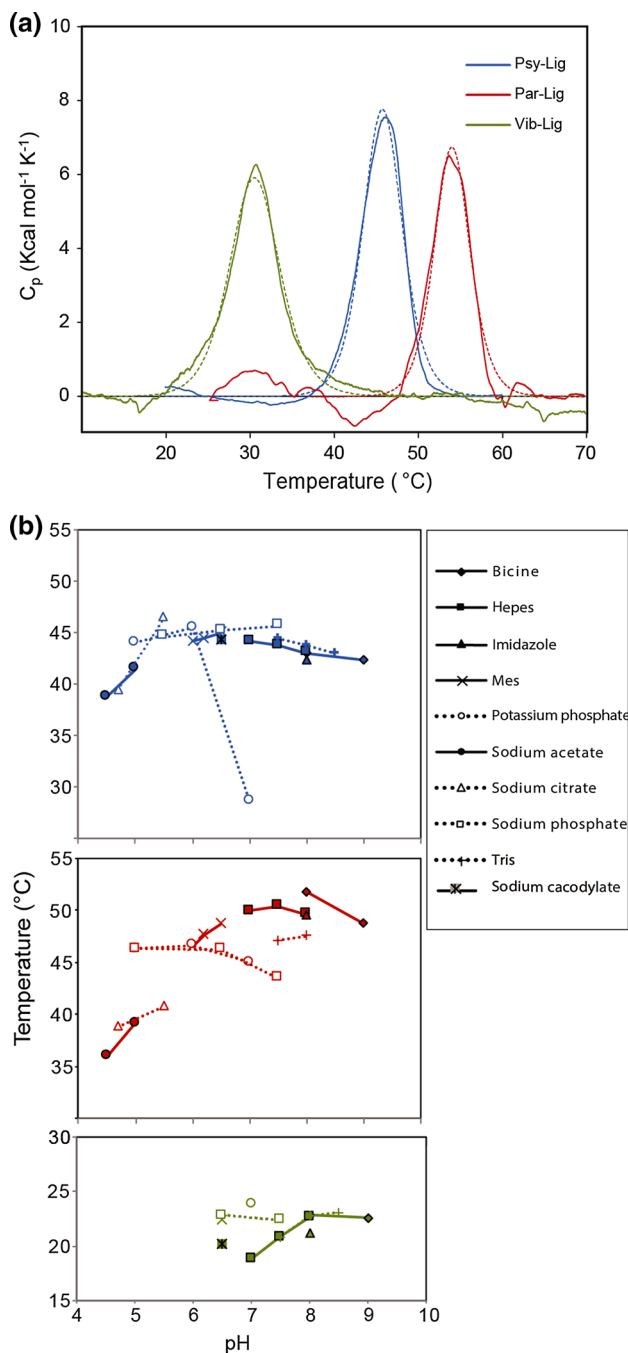 (a)
10
8
6
4
2
0
Cp (Kcal mol-1 K-1)
Psy-Lig
Par-Lig
Vib-Lig
20 30 40 50 60 70
Temperature ( °C)
(b)
55
50
45
40
35
30
55
50
45
40
35
30
25
20
15
Temperature (°C)
4 5 6 7 8 9 10
pH
Bicine
Hepes
Imidazole
Mes
Potassium phosphate
Sodium acetate
Sodium citrate
Sodium phosphate
Tris
Sodium cacodylate